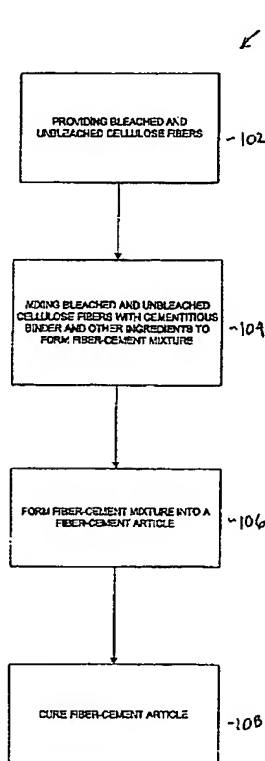 PROVIDING BLEACHED AND
UNBLEACHED CELLULOSE FIBERS
~102
MIXING BLEACHED AND UNBLEACHED
CELLULOSE FIBERS WITH CEMENTITIOUS
BINDER AND OTHER INGREDIENTS TO
FORM FIBER-CEMENT MIXTURE
~104
FORM FIBER-CEMENT MIXTURE INTO A
FIBER-CEMENT ARTICLE
~106
CURE FIBER-CEMENT ARTICLE
~108